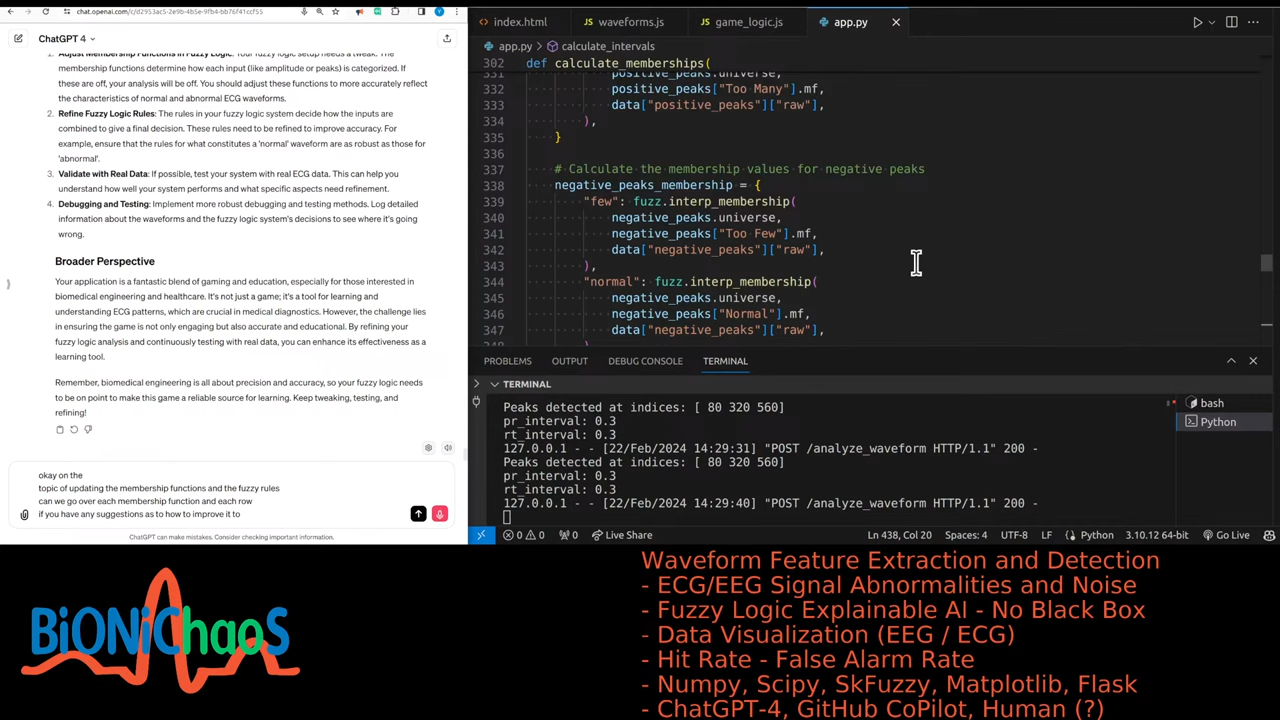 chat.openai.com/c/d2953ac5-2e9b-4b5e-9fb4-bb76f41ccf55
ChatGPT 4
1. Adjust Membership Functions in Fuzzy Logic: Your fuzzy logic setup needs a tweak. The
membership functions determine how each input (like amplitude or peaks) is categorized. If
these are off, your analysis will be off. You should adjust these functions to more accurately reflect
the characteristics of normal and abnormal ECG waveforms.
2. Refine Fuzzy Logic Rules: The rules in your fuzzy logic system decide how the inputs are
combined to give a final decision. These rules need to be refined to improve accuracy. For
example, ensure that the rules for what constitutes a 'normal' waveform are as robust as those for
'abnormal'.
3. Validate with Real Data: If possible, test your system with real ECG data. This can help you
understand how well your system performs and what specific aspects need refinement.
4. Debugging and Testing: Implement more robust debugging and testing methods. Log detailed
information about the waveforms and the fuzzy logic system's decisions to see where it's going
wrong.
Broader Perspective
Your application is a fantastic blend of gaming and education, especially for those interested in
biomedical engineering and healthcare. It's not just a game; it's a tool for learning and
understanding ECG patterns, which are crucial in medical diagnostics. However, the challenge lies
in ensuring the game is not only engaging but also accurate and educational. By refining your
fuzzy logic analysis and continuously testing with real data, you can enhance its effectiveness as a
learning tool.
Remember, biomedical engineering is all about precision and accuracy, so your fuzzy logic needs
to be on point to make this game a reliable source for learning. Keep tweaking, testing, and
refining!
okay on the
topic of updating the membership functions and the fuzzy rules
can we go over each membership function and each row
if you have any suggestions as to how to improve it to
ChatGPT can make mistakes. Consider checking important information.
index.html JS waveforms.js JS game_logic.js app.py
app.py > calculate_intervals
302 def calculate_memberships(
331 positive_peaks.universe,
332 positive_peaks["Too Many"].mf,
333 data["positive_peaks"]["raw"],
334 ),
335 }
336
337 # Calculate the membership values for negative peaks
338 negative_peaks_membership = {
339 "few": fuzz.interp_membership(
340 negative_peaks.universe,
341 negative_peaks["Too Few"].mf,
342 data["negative_peaks"]["raw"],
343 ),
344 "normal": fuzz.interp_membership(
345 negative_peaks.universe,
346 negative_peaks["Normal"].mf,
347 data["negative_peaks"]["raw"],
PROBLEMS OUTPUT DEBUG CONSOLE TERMINAL
TERMINAL
Peaks detected at indices: [ 80 320 560]
pr_interval: 0.3
rt_interval: 0.3
127.0.0.1 - - [22/Feb/2024 14:29:31] "POST /analyze_waveform HTTP/1.1" 200 -
Peaks detected at indices: [ 80 320 560]
pr_interval: 0.3
rt_interval: 0.3
127.0.0.1 - - [22/Feb/2024 14:29:40] "POST /analyze_waveform HTTP/1.1" 200 -
bash
Python
0 0 0 Live Share Ln 438, Col 20 Spaces: 4 UTF-8 LF Python 3.10.12 64-bit Go Live
BiONiChaoS
Waveform Feature Extraction and Detection
- ECG/EEG Signal Abnormalities and Noise
- Fuzzy Logic Explainable AI - No Black Box
- Data Visualization (EEG / ECG)
- Hit Rate - False Alarm Rate
- Numpy, Scipy, SkFuzzy, Matplotlib, Flask
- ChatGPT-4, GitHub CoPilot, Human (?)